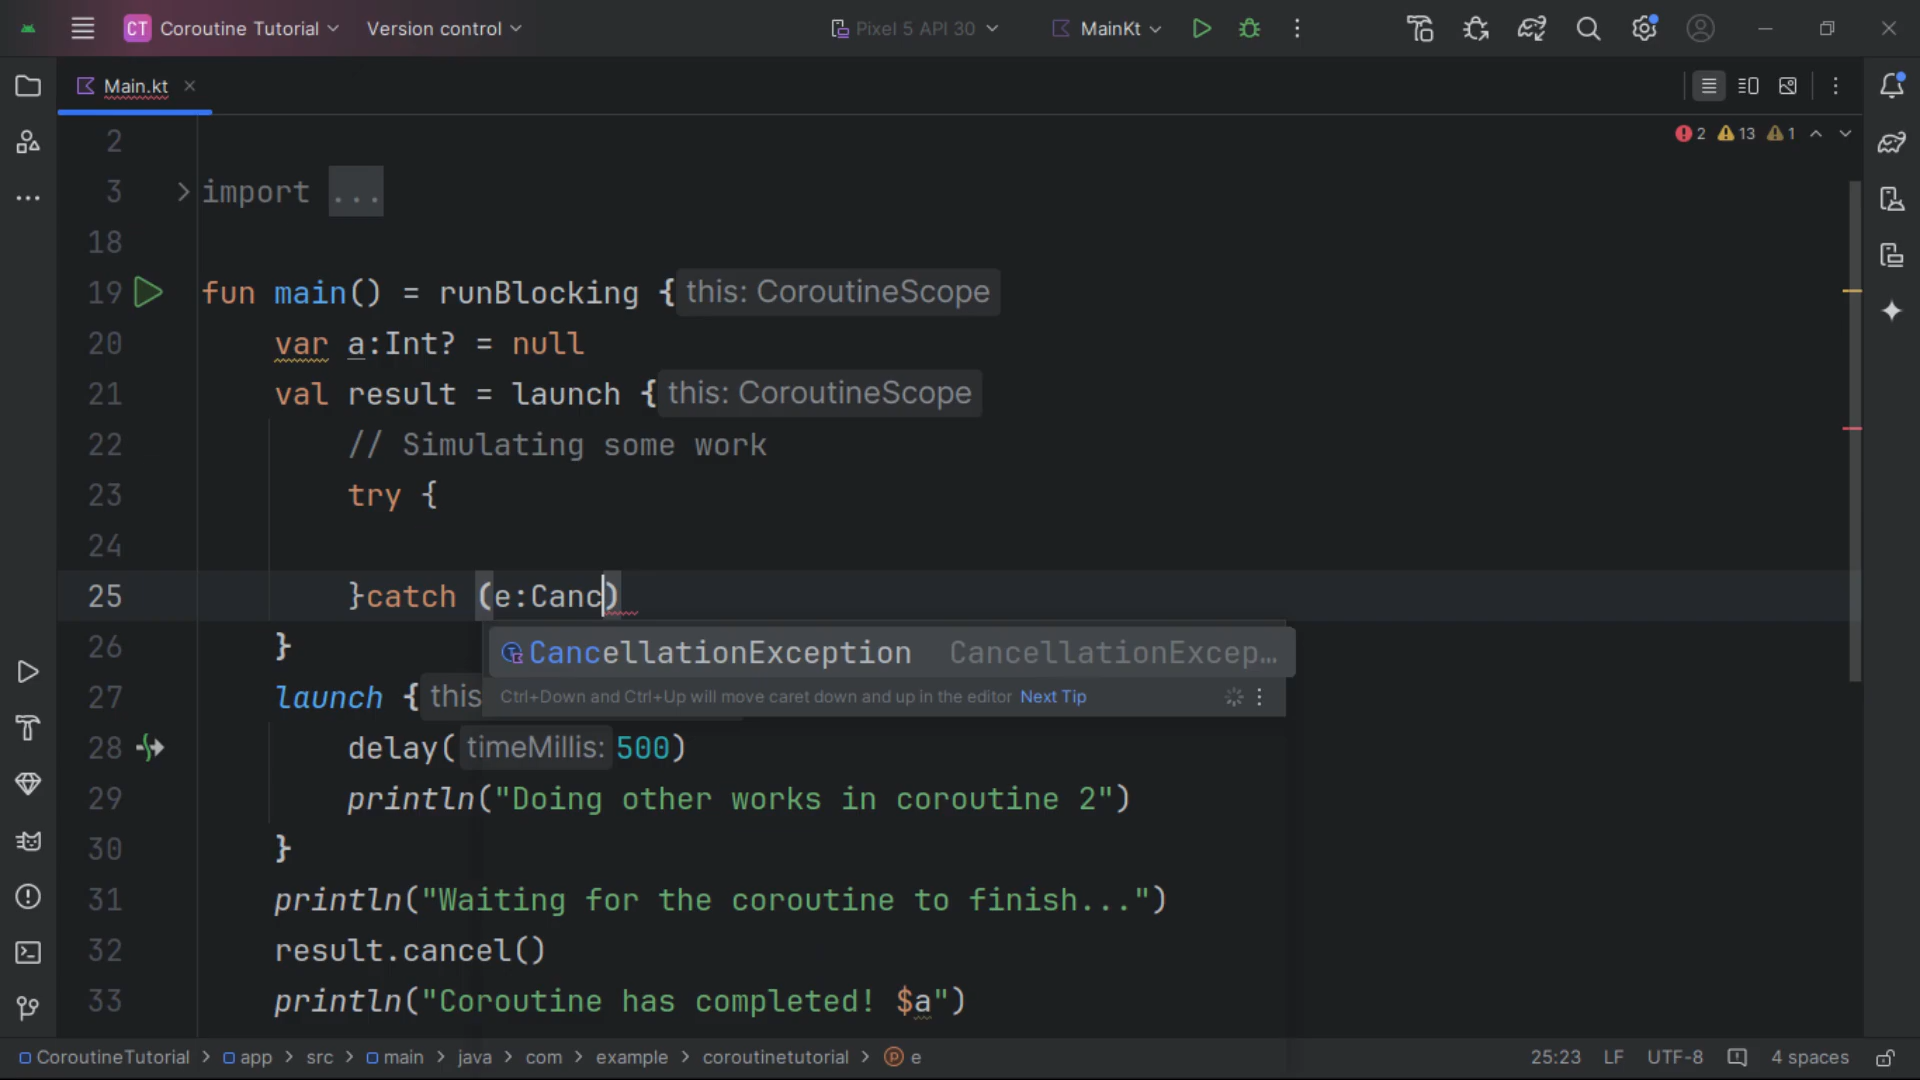 CT Coroutine Tutorial Version control Pixel 5 API 30 MainKt
Main.kt
2 13 1
2
3 import ...
18
19 fun main() = runBlocking { this: CoroutineScope
20 var a:Int? = null
21 val result = launch { this: CoroutineScope
22 // Simulating some work
23 try {
24
25 }catch (e:Canc)
26 }
CancellationException CancellationExcep...
27 launch { this
Ctrl+Down and Ctrl+Up will move caret down and up in the editor Next Tip
28 delay( timeMillis: 500)
29 println("Doing other works in coroutine 2")
30 }
31 println("Waiting for the coroutine to finish...")
32 result.cancel()
33 println("Coroutine has completed! $a")
CoroutineTutorial > app > src > main > java > com > example > coroutinetutorial > e 25:23 LF UTF-8 4 spaces